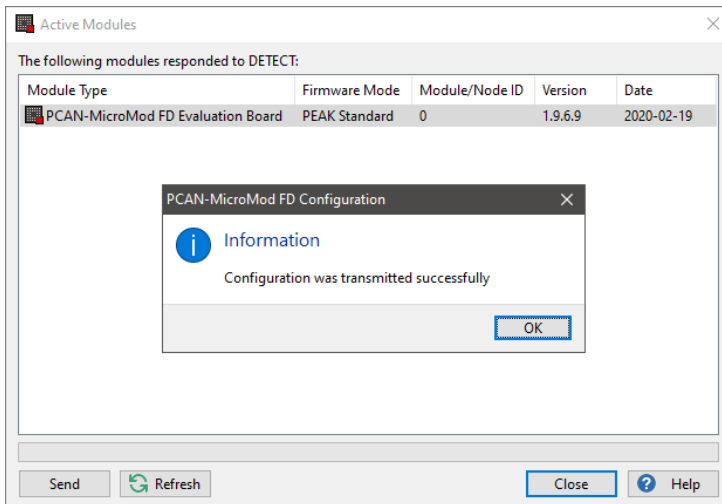 Active Modules
The following modules responded to DETECT:
Module Type Firmware Mode Module/Node ID Version Date
PCAN-MicroMod FD Evaluation Board PEAK Standard 0 1.9.6.9 2020-02-19
PCAN-MicroMod FD Configuration
Information
Configuration was transmitted successfully
OK
Send Refresh Close Help